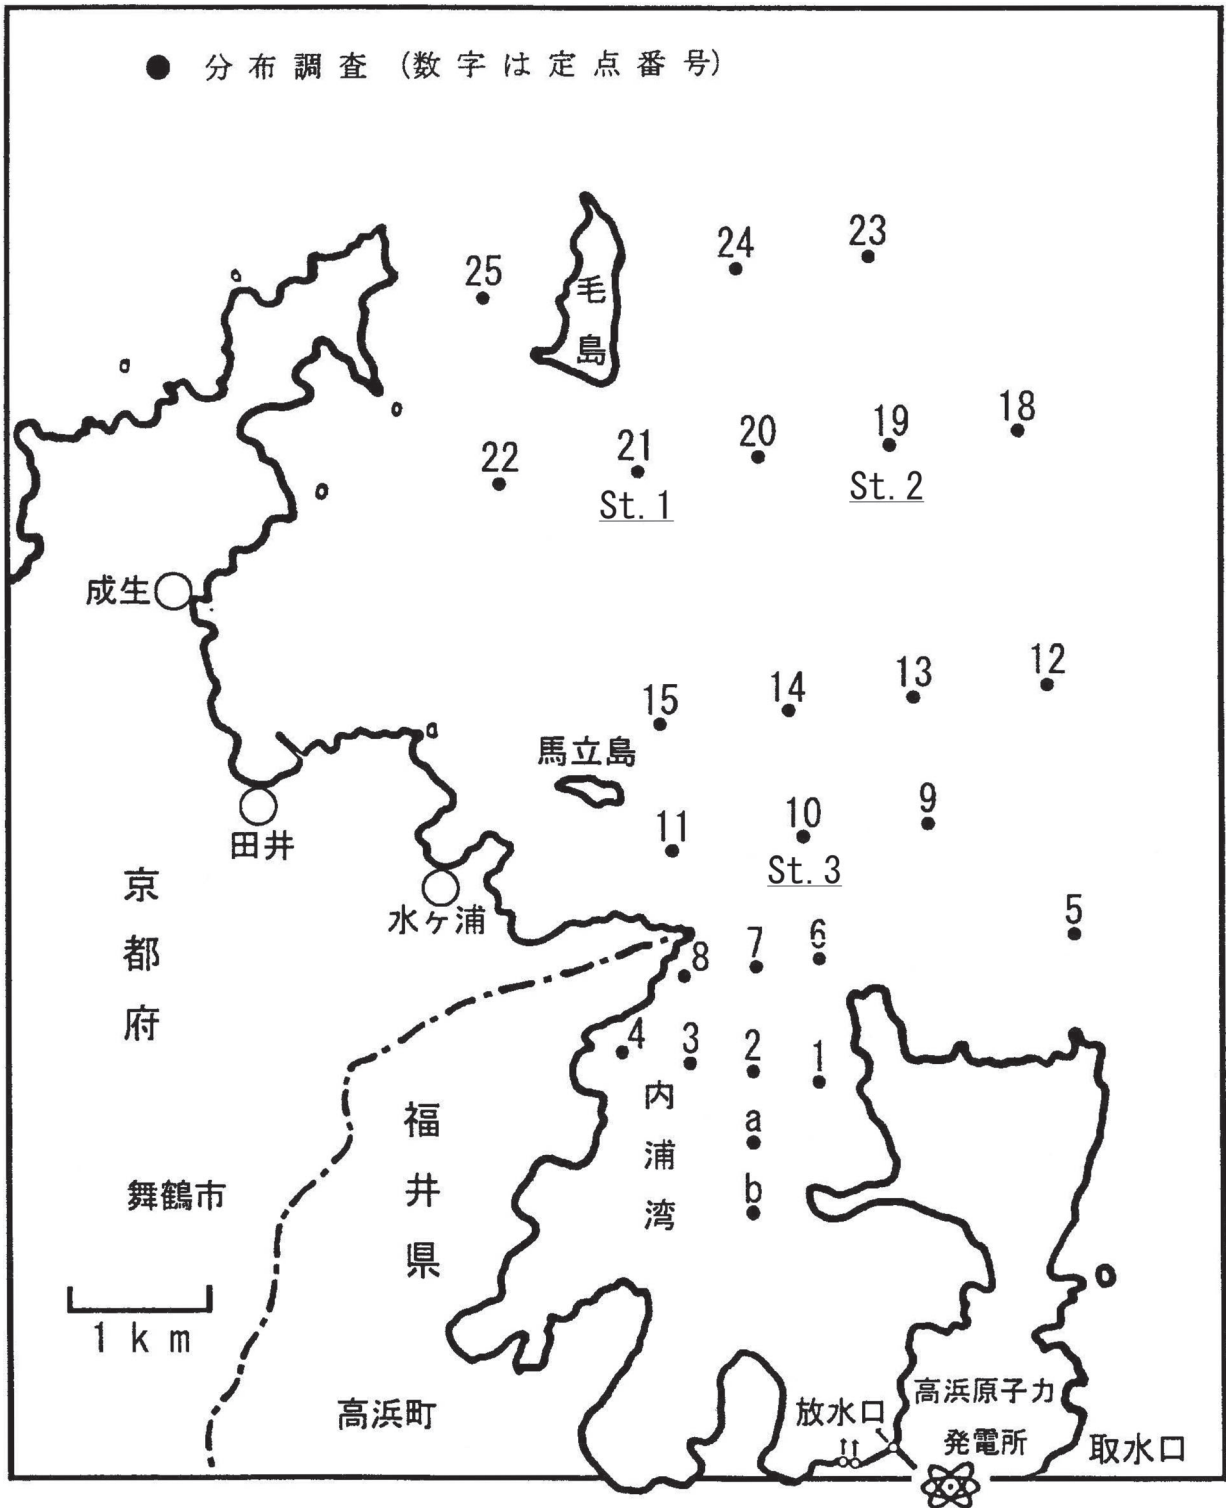 ● 分布調査 (数字は定点番号)
23
24
25
毛島
18
19
20
21
22
St. 1
St. 2
成生
12
13
14
15
馬立島
9
10
11
St. 3
田井
水ヶ浦
京都府
5
6
7
8
1
2
3
4
内浦湾
a
b
福井県
舞鶴市
1km
高浜町
放水口
高浜原子力
発電所
取水口